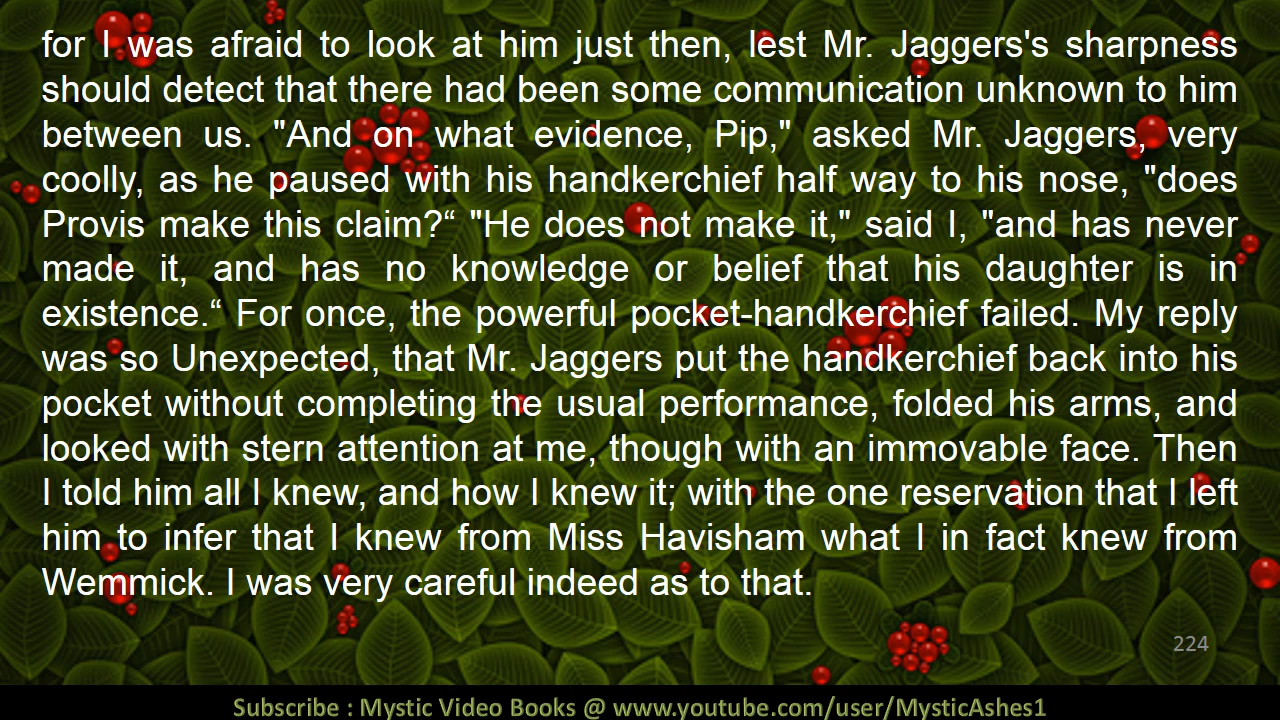 for I was afraid to look at him just then, lest Mr. Jaggers's sharpness
should detect that there had been some communication unknown to him
between us. "And on what evidence, Pip," asked Mr. Jaggers, very
coolly, as he paused with his handkerchief half way to his nose, "does
Provis make this claim?“ "He does not make it," said I, "and has never
made it, and has no knowledge or belief that his daughter is in
existence.“ For once, the powerful pocket-handkerchief failed. My reply
was so Unexpected, that Mr. Jaggers put the handkerchief back into his
pocket without completing the usual performance, folded his arms, and
looked with stern attention at me, though with an immovable face. Then
I told him all I knew, and how I knew it; with the one reservation that I left
him to infer that I knew from Miss Havisham what I in fact knew from
Wemmick. I was very careful indeed as to that.
224
Subscribe : Mystic Video Books @ www.youtube.com/user/MysticAshes1